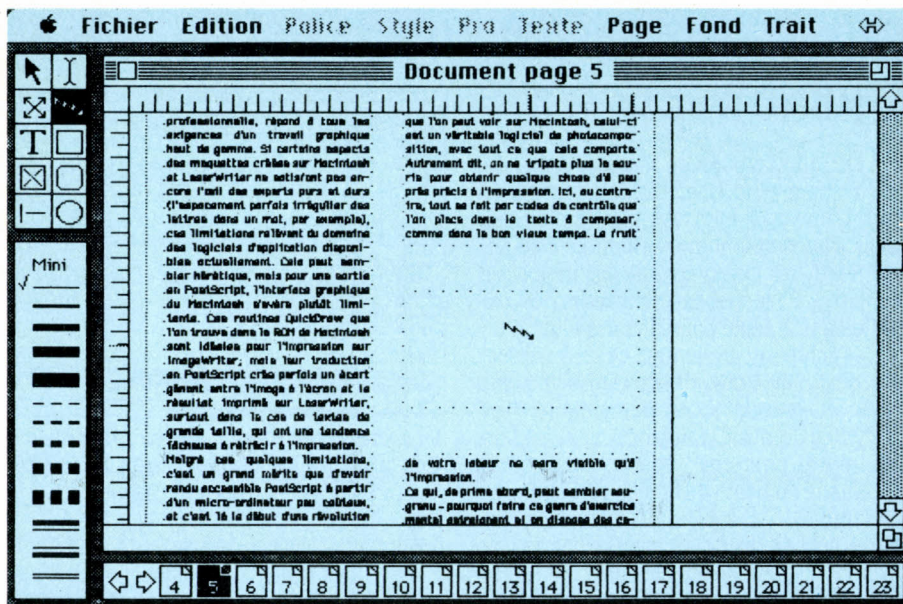 Fichier Edition Police Style Pro Texte Page Fond Trait
Document page 5
T
Mini
professionnelle, répond à tous les
exigences d'un travail graphique
haut de gamme. Si certains aspects
des maquettes créées sur Macintosh
et LaserWriter ne satisfont pas en-
core l'œil des experts purs et durs
(l'espacement parfois irrégulier des
lettres dans un mot, par exemple),
ces limitations relèvent du domaine
des logiciels d'application disponi-
bles actuellement. Cela peut sem-
bler hérétique, mais pour une sortie
en PostScript, l'interface graphique
du Macintosh s'avère plutôt limi-
tante. Ces routines QuickDraw que
l'on trouve dans la ROM de Macintosh
sont idéales pour l'impression sur
ImageWriter; mais leur traduction
en PostScript crée parfois un écart
gênant entre l'image à l'écran et le
résultat imprimé sur LaserWriter,
surtout dans le cas de textes de
grande taille, qui ont une tendance
fâcheuse à rétrécir à l'impression.
Malgré ces quelques limitations,
c'est un grand mérite que d'avoir
rendu accessible PostScript à partir
d'un micro-ordinateur peu coûteux,
et c'est là le début d'une révolution
que l'on peut voir sur Macintosh, celui-ci
est un véritable logiciel de photocompo-
sition, avec tout ce que cela comporte.
Autrement dit, on ne tripote plus la sou-
ris pour obtenir quelque chose d'à peu
près précis à l'impression. Ici, au contra-
ire, tout se fait par codes de contrôle que
l'on place dans le texte à composer,
comme dans le bon vieux temps. Le fruit
de votre labeur ne sera visible qu'à
l'impression.
Ce qui, de prime abord, peut sembler sau-
grenu - pourquoi faire ce genre d'exercice
mental astreignant si on dispose des ca-
4 5 6 7 8 9 10 11 12 13 14 15 16 17 18 19 20 21 22 23